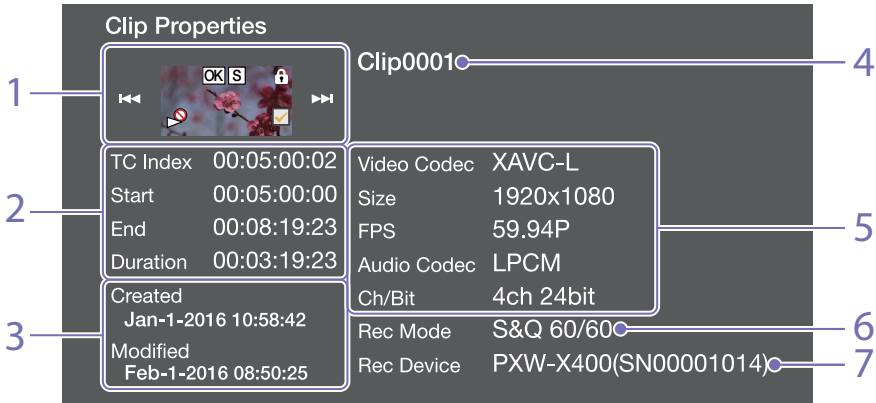 Clip Properties
1
OK S
Clip0001
4
2
TC Index 00:05:00:02
Start 00:05:00:00
End 00:08:19:23
Duration 00:03:19:23
Video Codec XAVC-L
Size 1920x1080
FPS 59.94P
Audio Codec LPCM
Ch/Bit 4ch 24bit
5
3
Created
Jan-1-2016 10:58:42
Modified
Feb-1-2016 08:50:25
Rec Mode S&Q 60/60
6
Rec Device PXW-X400(SN00001014)
7